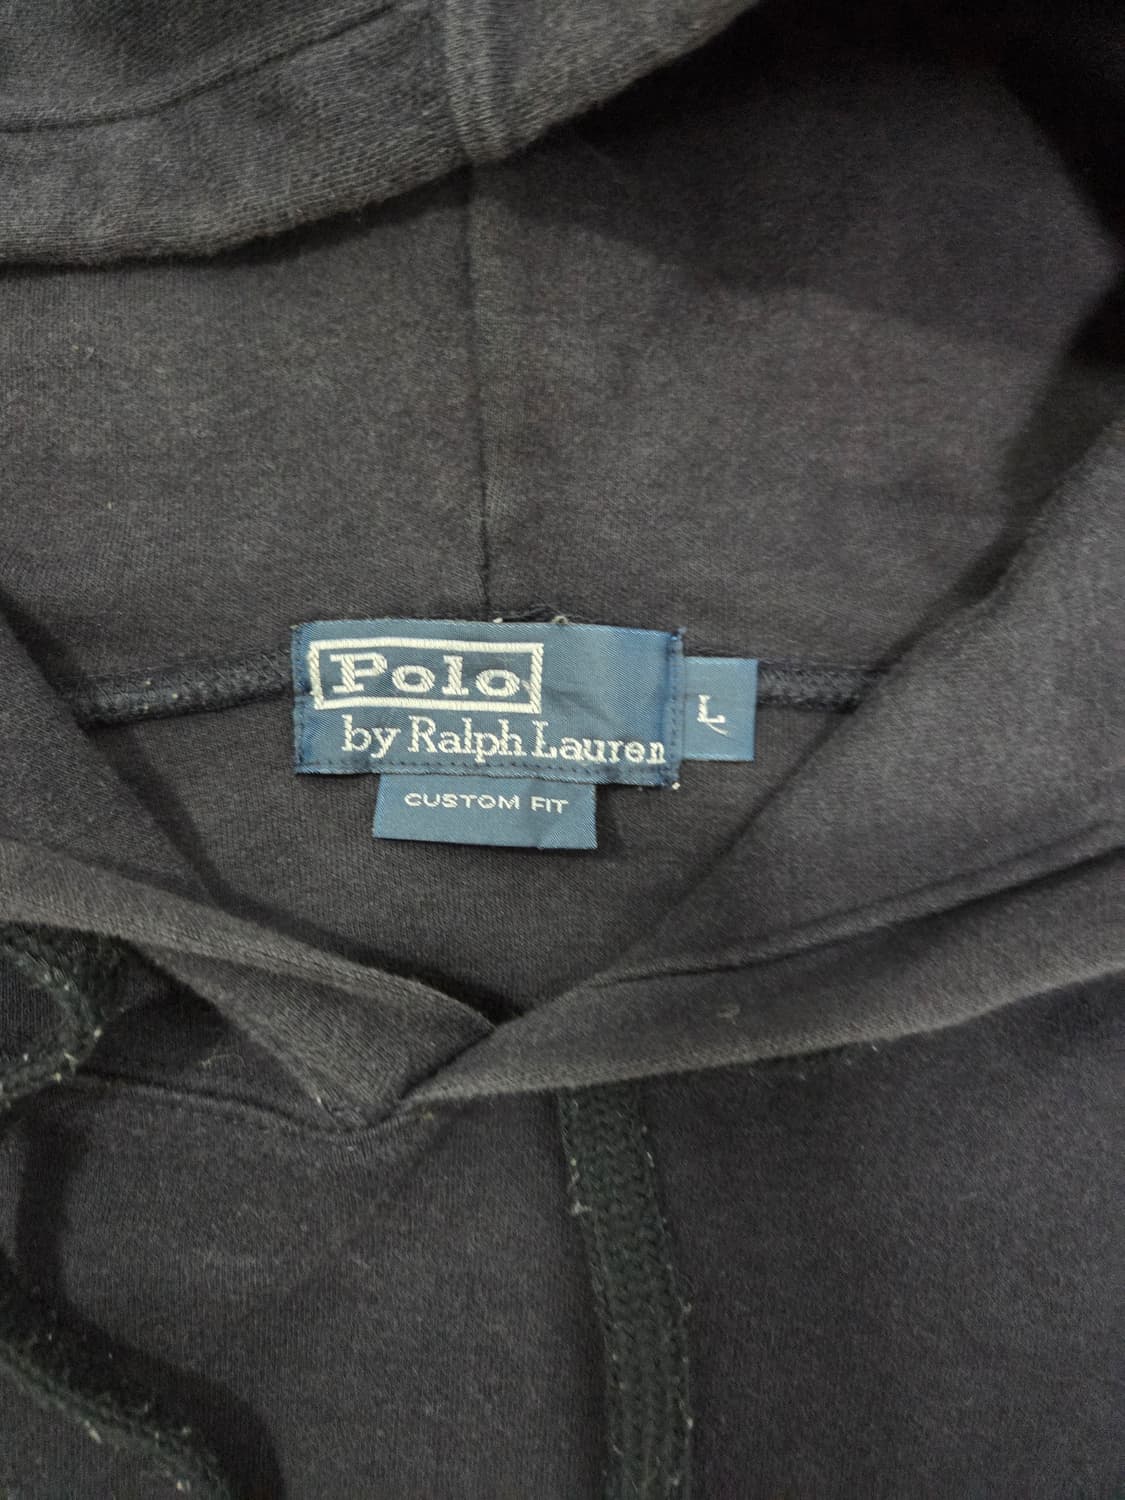 Polo
by Ralph Lauren
L
CUSTOM FIT